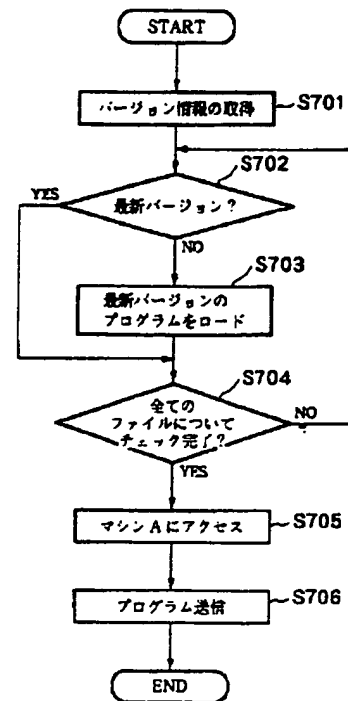 START
バージョン情報の取得
S701
S702
YES
最新バージョン?
NO
S703
最新バージョンの
プログラムをロード
S704
全ての
ファイルについて
チェック完了?
NO
YES
マシンAにアクセス
S705
プログラム送信
S706
END